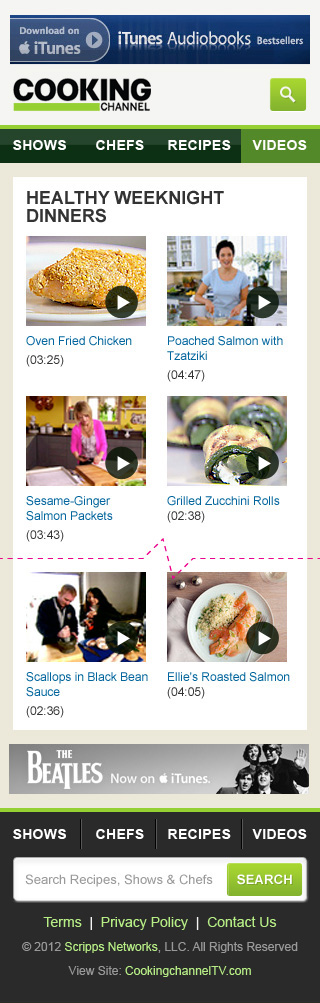 Download on
iTunes
iTunes Audiobooks Bestsellers
COOKING
CHANNEL
SHOWS CHEFS RECIPES VIDEOS
HEALTHY WEEKNIGHT
DINNERS
Oven Fried Chicken
(03:25)
Poached Salmon with
Tzatziki
(04:47)
Sesame-Ginger
Salmon Packets
(03:43)
Grilled Zucchini Rolls
(02:38)
Scallops in Black Bean
Sauce
(02:36)
Ellie's Roasted Salmon
(04:05)
THE
BEATLES Now on iTunes.
SHOWS CHEFS RECIPES VIDEOS
Search Recipes, Shows & Chefs SEARCH
Terms | Privacy Policy | Contact Us
© 2012 Scripps Networks, LLC. All Rights Reserved
View Site: CookingchannelTV.com